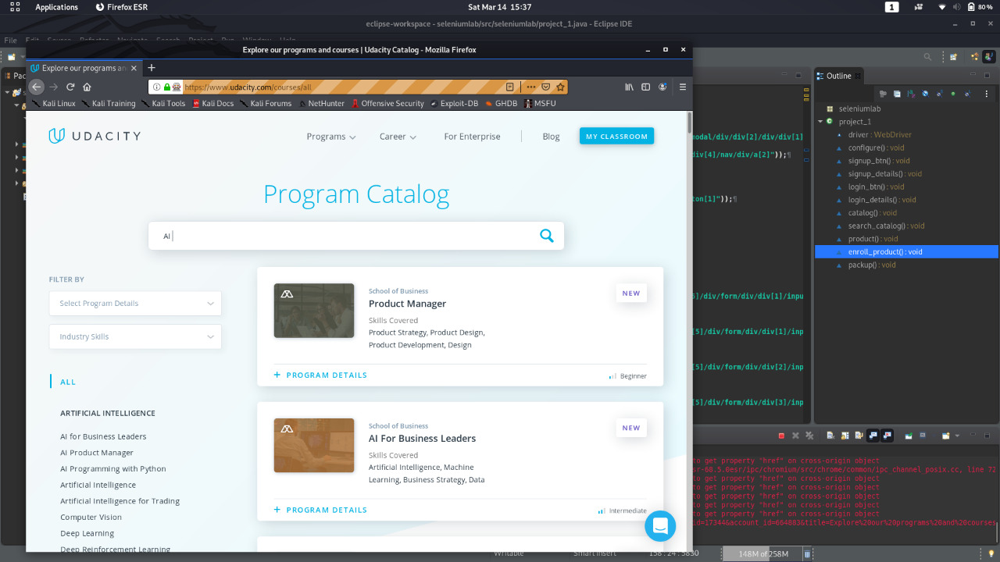 Applications
Firefox ESR
Sat Mar 14 15:37
1
80%
eclipse-workspace - seleniumlab/src/seleniumlab/project_1.java - Eclipse IDE
File Edit Source Refactor Navigate Search Project Run Window Help
Explore our programs and courses | Udacity Catalog - Mozilla Firefox
Explore our programs an
https://www.udacity.com/courses/all
Kali Linux
Kali Training
Kali Tools
Kali Docs
Kali Forums
NetHunter
Offensive Security
Exploit-DB
GHDB
MSFU
UDACITY
Programs
Career
For Enterprise
Blog
MY CLASSROOM
Program Catalog
AI
FILTER BY
Select Program Details
Industry Skills
ALL
ARTIFICIAL INTELLIGENCE
AI for Business Leaders
AI Product Manager
AI Programming with Python
Artificial Intelligence
Artificial Intelligence for Trading
Computer Vision
Deep Learning
Deep Reinforcement Learning
School of Business
NEW
Product Manager
Skills Covered
Product Strategy, Product Design,
Product Development, Design
+ PROGRAM DETAILS
Beginner
School of Business
NEW
AI For Business Leaders
Skills Covered
Artificial Intelligence, Machine
Learning, Business Strategy, Data
+ PROGRAM DETAILS
Intermediate
modal/div/div[2]/div/div[1]
div[4]/nav/div/a[2]"));¶
ton[1]"));¶
5]/div/form/div/div[1]/inpu
[5]/div/form/div/div[1]/inp
[5]/div/form/div/div[2]/inp
[5]/div/form/div/div[3]/inp
Outline
seleniumlab
project_1
driver : WebDriver
configure() : void
signup_btn() : void
signup_details() : void
login_btn() : void
login_details() : void
catalog() : void
search_catalog() : void
product() : void
enroll_product() : void
packup() : void
to get property "href" on cross-origin object
sr-68.5.0esr/ipc/chromium/src/chrome/common/ipc_channel_posix.cc, line 72
to get property "href" on cross-origin object
to get property "href" on cross-origin object
to get property "href" on cross-origin object
to get property "href" on cross-origin object
to get property "href" on cross-origin object
id=17344&account_id=664883&title=Explore%20our%20programs%20and%20courses
Writable
Smart Insert
158 : 24 : 5830
148M of 258M